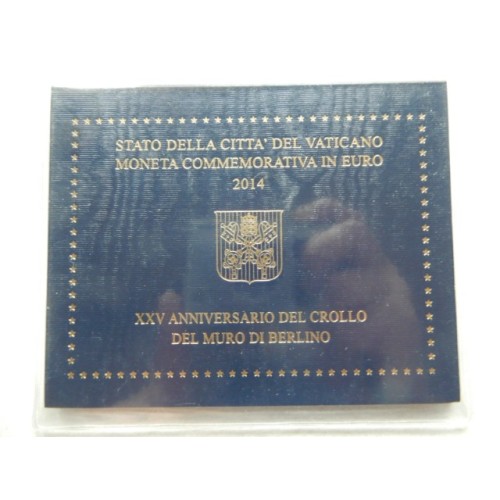 STATO DELLA CITTA' DEL VATICANO
MONETA COMMEMORATIVA IN EURO
2014
XXV ANNIVERSARIO DEL CROLLO
DEL MURO DI BERLINO